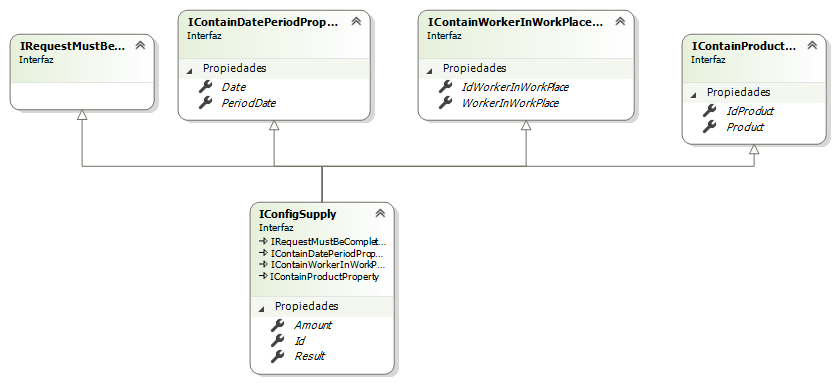 IRequestMustBe...
Interfaz
IContainDatePeriodProp...
Interfaz
Propiedades
Date
PeriodDate
IContainWorkerInWorkPlace...
Interfaz
Propiedades
IdWorkerInWorkPlace
WorkerInWorkPlace
IContainProduct...
Interfaz
Propiedades
IdProduct
Product
IConfigSupply
Interfaz
IRequestMustBeComplet...
IContainDatePeriodProp...
IContainWorkerInWorkP...
IContainProductProperty
Propiedades
Amount
Id
Result